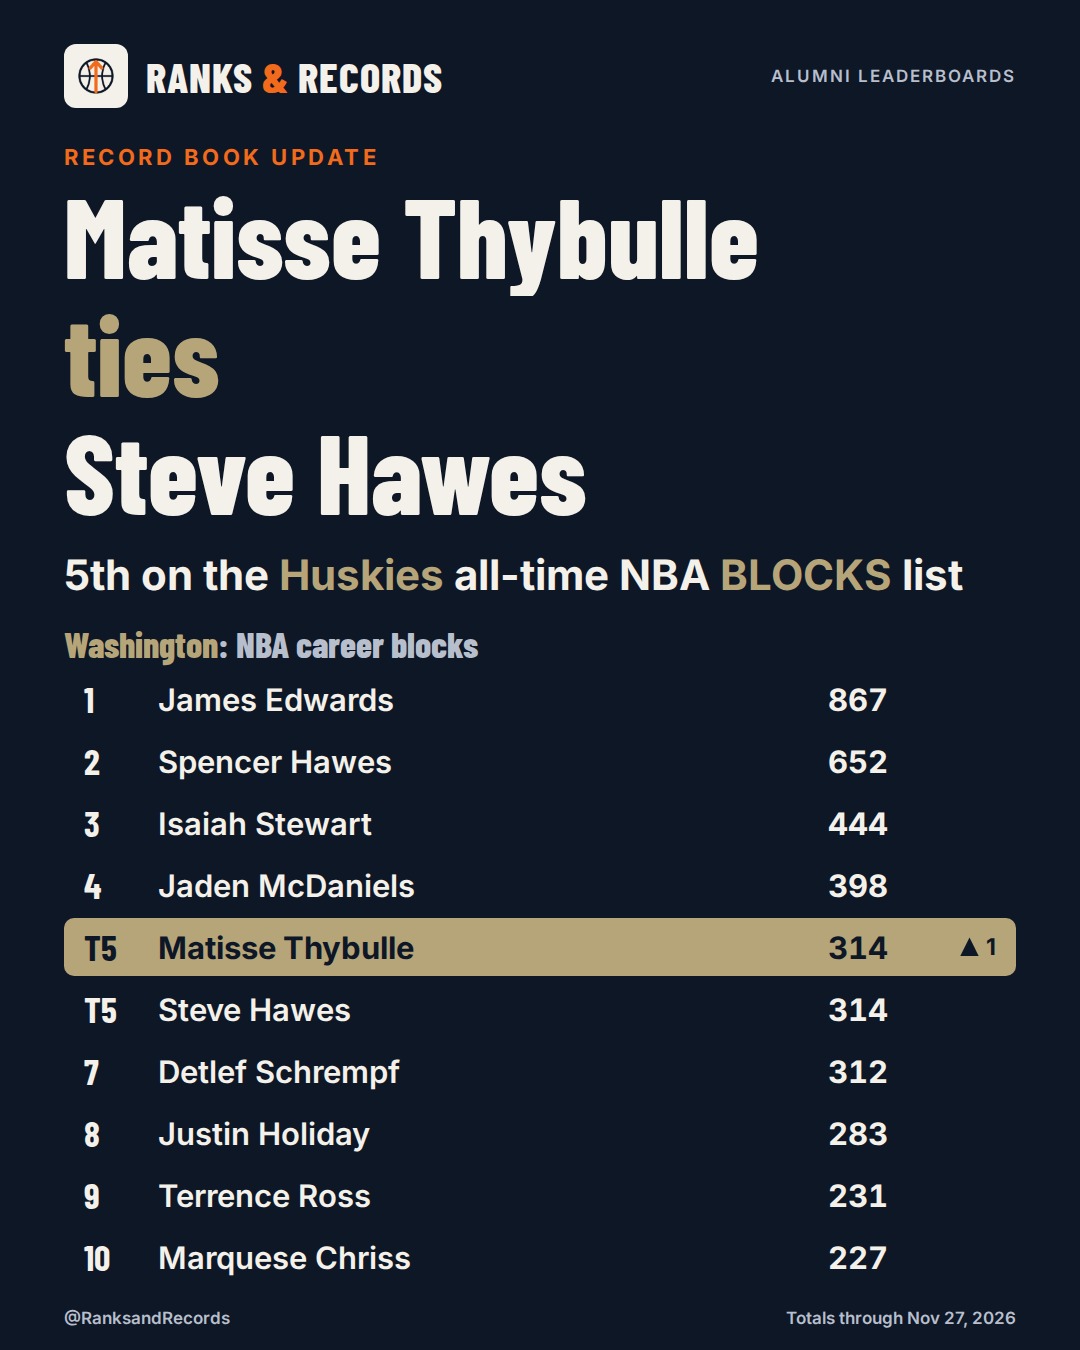 RANKS & RECORDS
ALUMNI LEADERBOARDS
RECORD BOOK UPDATE
Matisse Thybulle
ties
Steve Hawes
5th on the Huskies all-time NBA BLOCKS list
Washington: NBA career blocks
1 James Edwards 867
2 Spencer Hawes 652
3 Isaiah Stewart 444
4 Jaden McDaniels 398
T5 Matisse Thybulle 314 ▲ 1
T5 Steve Hawes 314
7 Detlef Schrempf 312
8 Justin Holiday 283
9 Terrence Ross 231
10 Marquese Chriss 227
@RanksandRecords
Totals through Nov 27, 2026